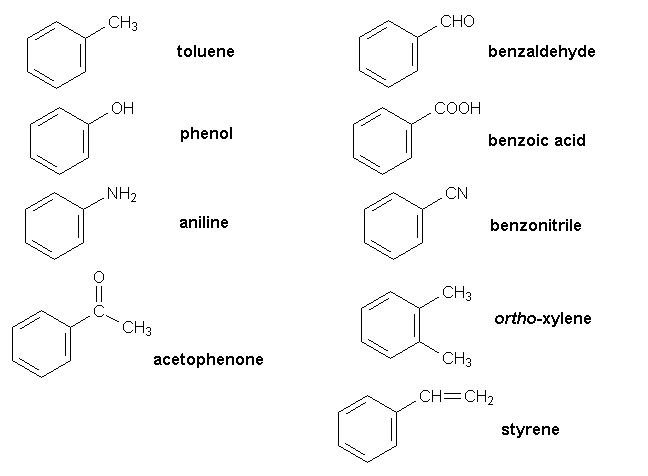 CH3
toluene
OH
phenol
NH2
aniline
O
C
CH3
acetophenone
CHO
benzaldehyde
COOH
benzoic acid
CN
benzonitrile
CH3
ortho-xylene
CH3
CH=CH2
styrene